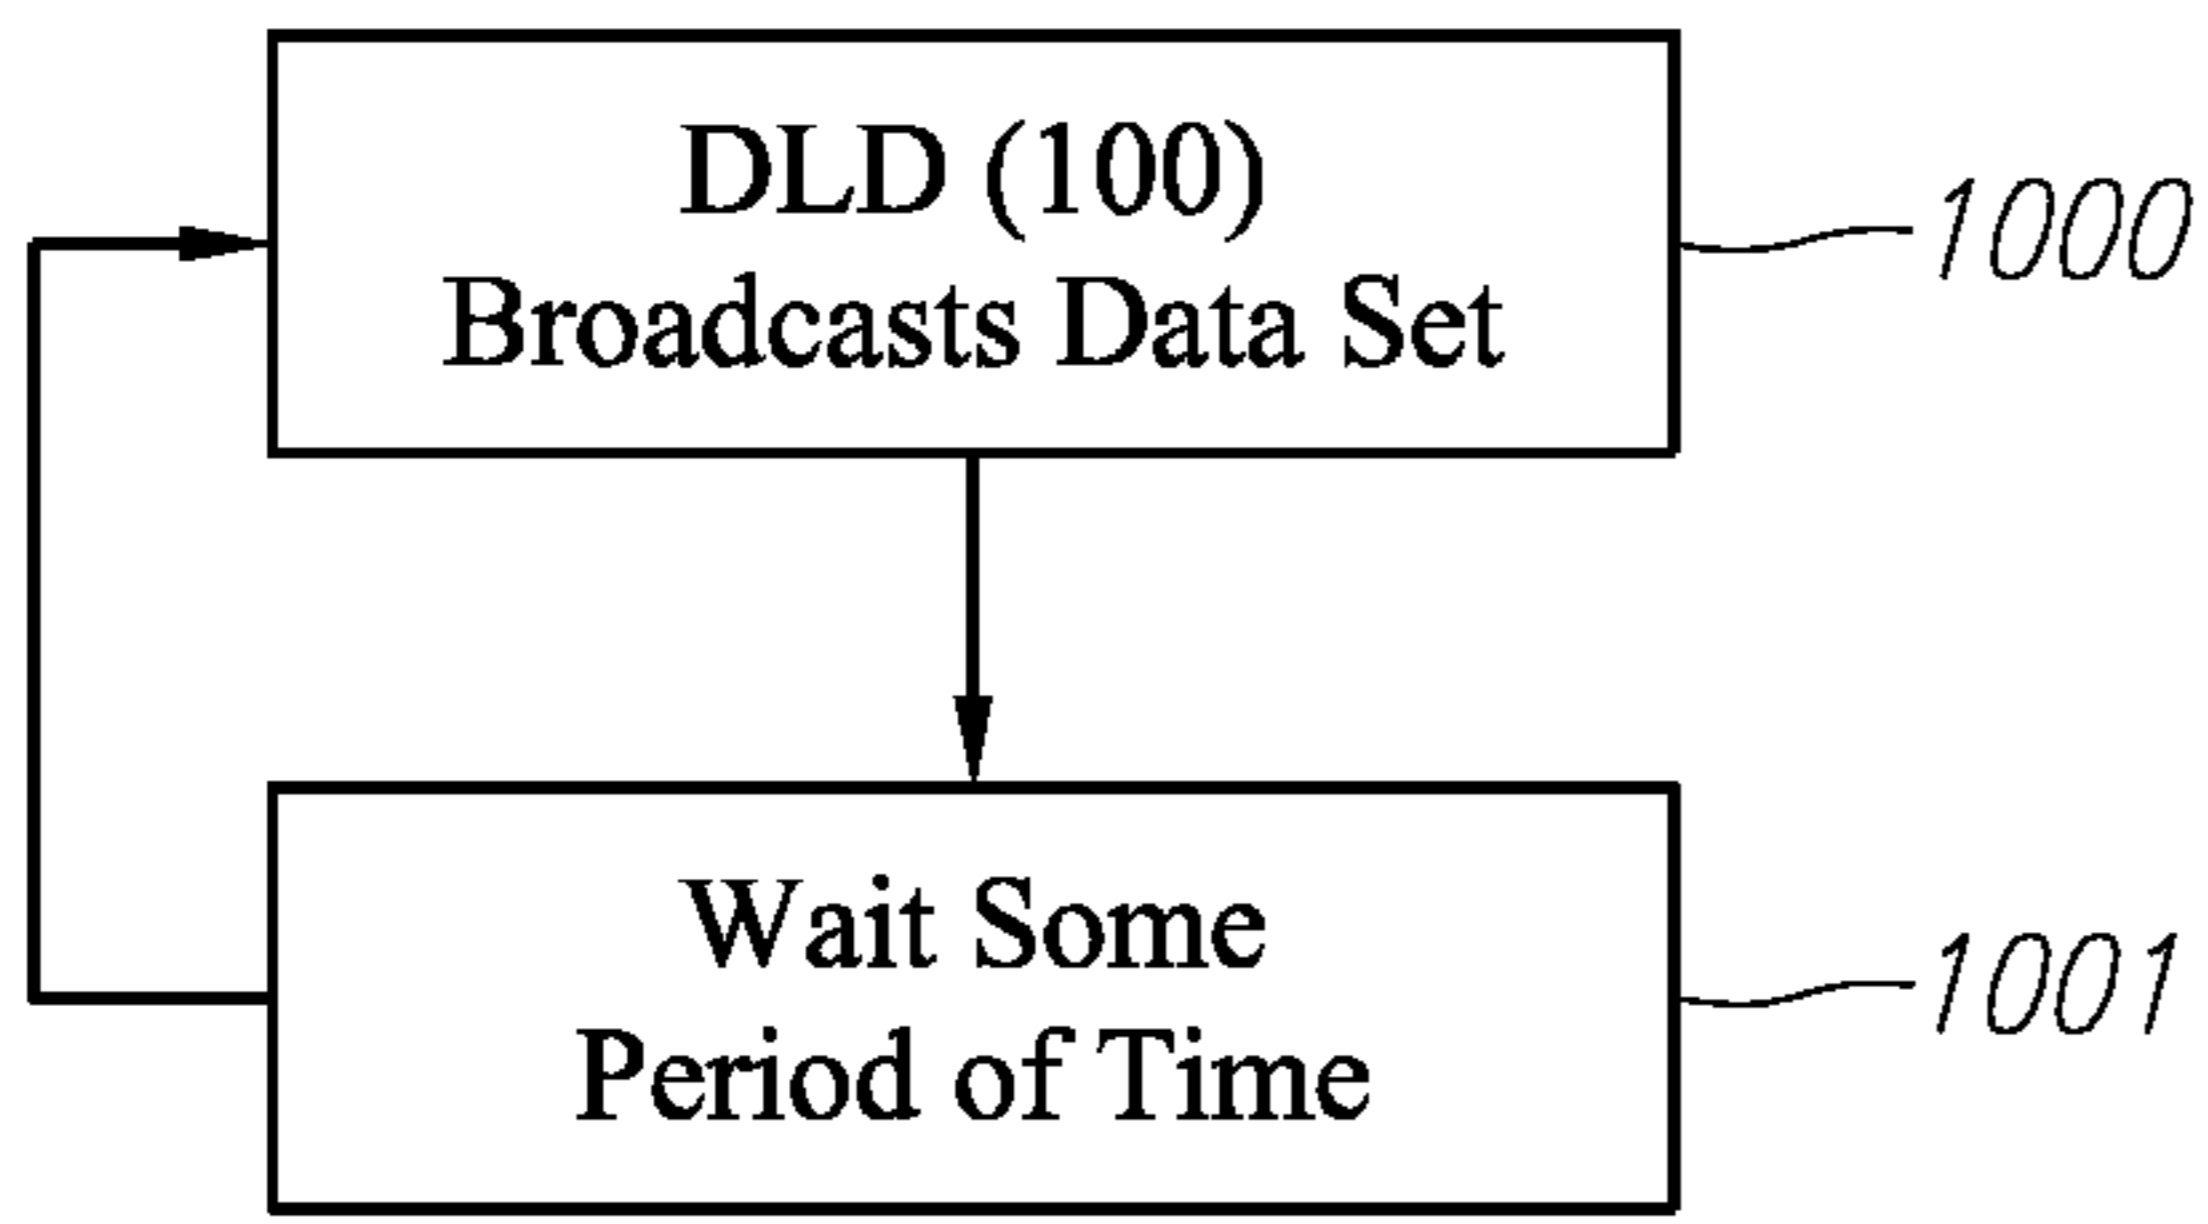 DLD (100)
Broadcasts Data Set
1000
Wait Some
Period of Time
1001